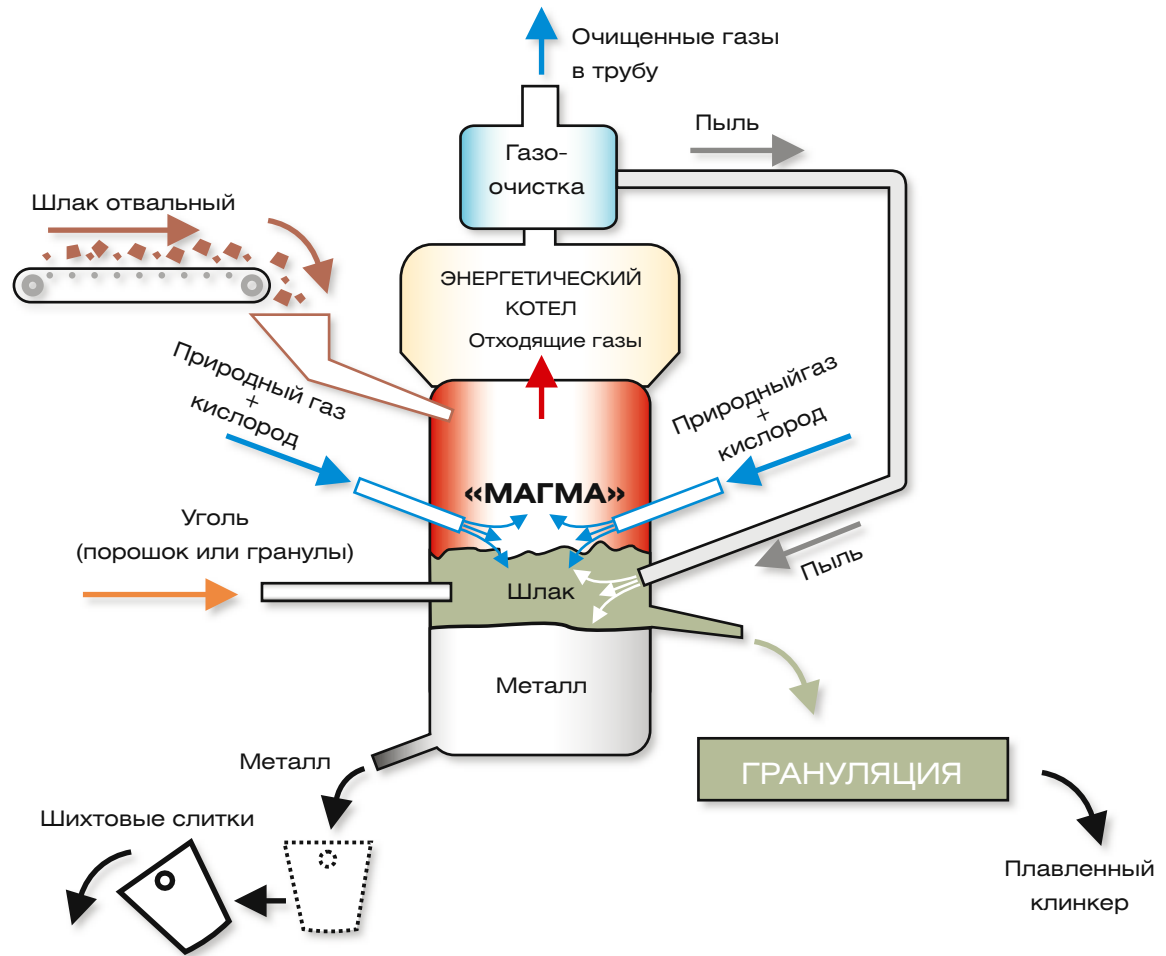 Очищенные газы
в трубу
Пыль
Газо-
очистка
Шлак отвальный
ЭНЕРГЕТИЧЕСКИЙ
КОТЕЛ
Отходящие газы
Природный газ
+
кислород
Природныйгаз
+
кислород
«МАГМА»
Уголь
(порошок или гранулы)
Пыль
Шлак
Металл
Металл
ГРАНУЛЯЦИЯ
Шихтовые слитки
Плавленный
клинкер